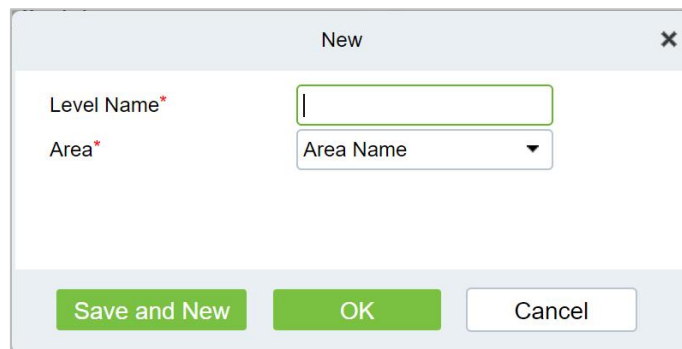 New
Level Name*
Area* Area Name
Save and New OK Cancel